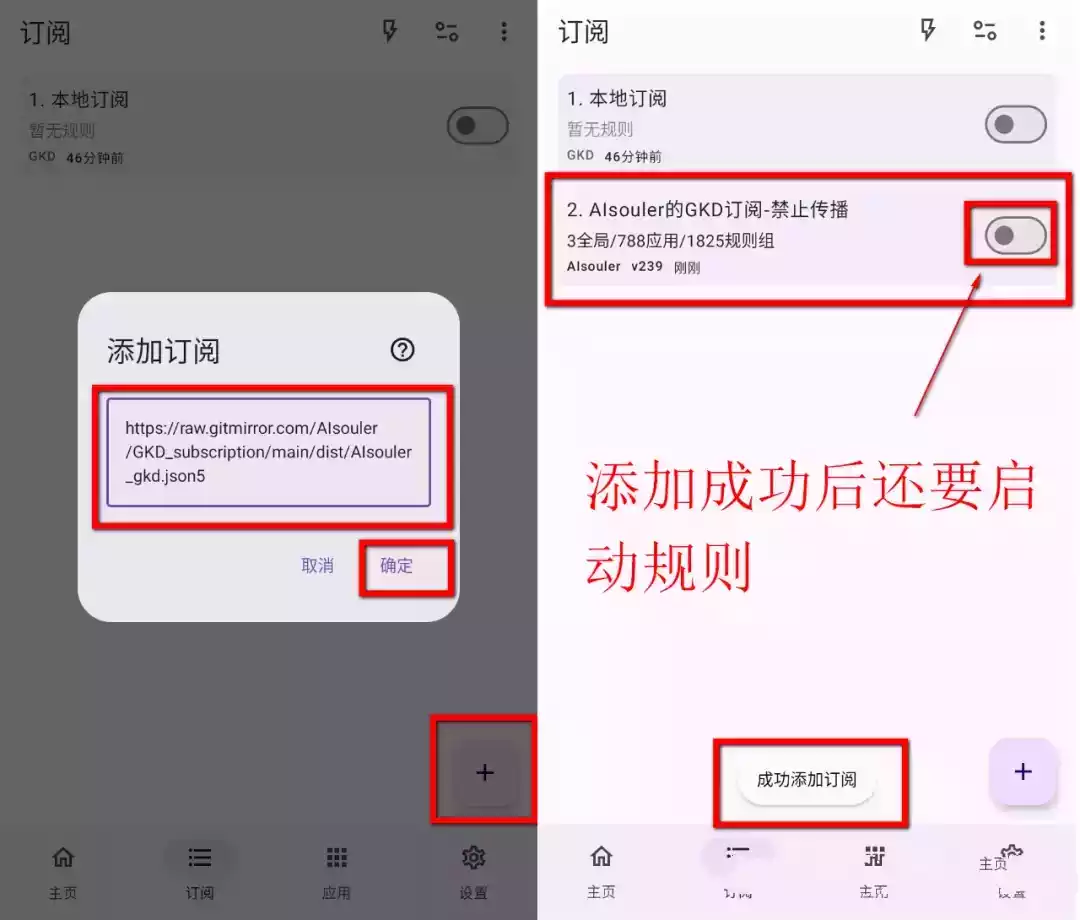 订阅
1. 本地订阅
暂无规则
GKD 46分钟前
添加订阅
https://raw.gitmirror.com/AIsouler
/GKD_subscription/main/dist/AIsouler
_gkd.json5
取消 确定
主页 订阅 应用 设置
订阅
1. 本地订阅
暂无规则
GKD 46分钟前
2. AIsouler的GKD订阅-禁止传播
3全局/788应用/1825规则组
AIsouler v239 刚刚
添加成功后还要启
动规则
成功添加订阅
主页 主页